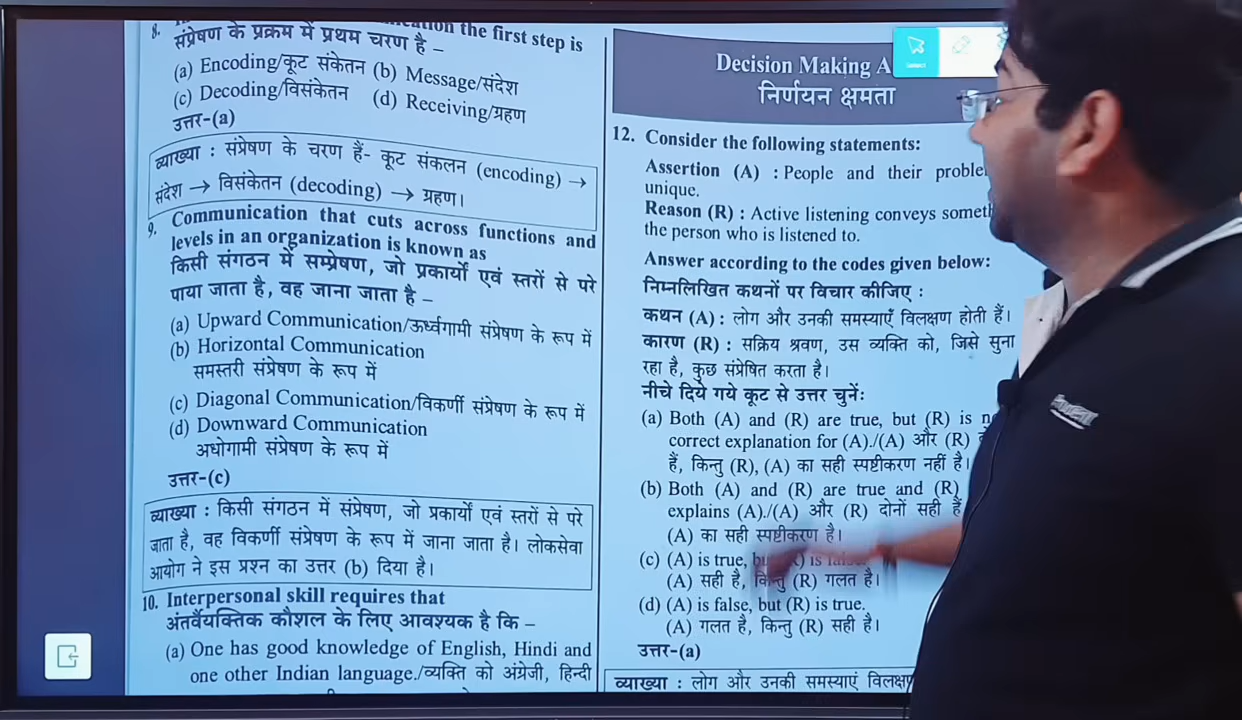 8.
the first step is
संप्रेषण के प्रक्रम में प्रथम चरण है –
(a) Encoding/कूट संकेतन (b) Message/संदेश
(c) Decoding/विसंकेतन (d) Receiving/ग्रहण
उत्तर-(a)
व्याख्या : संप्रेषण के चरण हैं- कूट संकलन (encoding) →
संदेश → विसंकेतन (decoding) → ग्रहण।
9. Communication that cuts across functions and
levels in an organization is known as
किसी संगठन में सम्प्रेषण, जो प्रकार्यों एवं स्तरों से परे
पाया जाता है, वह जाना जाता है –
(a) Upward Communication/ऊर्ध्वगामी संप्रेषण के रूप में
(b) Horizontal Communication
समस्तरी संप्रेषण के रूप में
(c) Diagonal Communication/विकर्णी संप्रेषण के रूप में
(d) Downward Communication
अधोगामी संप्रेषण के रूप में
उत्तर-(c)
व्याख्या : किसी संगठन में संप्रेषण, जो प्रकार्यों एवं स्तरों से परे
जाता है, वह विकर्णी संप्रेषण के रूप में जाना जाता है। लोकसेवा
आयोग ने इस प्रश्न का उत्तर (b) दिया है।
10. Interpersonal skill requires that
अंतर्वैयक्तिक कौशल के लिए आवश्यक है कि –
(a) One has good knowledge of English, Hindi and
one other Indian language./व्यक्ति को अंग्रेजी, हिन्दी
Decision Making A
निर्णयन क्षमता
Select
12. Consider the following statements:
Assertion (A) : People and their
unique.
Reason (R) : Active listening conveys
the person who is listened to.
Answer according to the codes given below:
निम्नलिखित कथनों पर विचार कीजिए :
कथन (A) : लोग और उनकी समस्याएँ विलक्षण होती हैं।
कारण (R) : सक्रिय श्रवण, उस व्यक्ति को, जिसे सुना
रहा है, कुछ संप्रेषित करता है।
नीचे दिये गये कूट से उत्तर चुनें:
(a) Both (A) and (R) are true, but (R) is
correct explanation for (A)./(A) और (R)
हैं, किन्तु (R), (A) का सही स्पष्टीकरण नहीं है।
(b) Both (A) and (R) are true and (R)
explains (A)./(A) और (R) दोनों सही हैं
(A) का सही स्पष्टीकरण है।
(c) (A) is true, is
(A) सही है, किन्तु (R) गलत है।
(d) (A) is false, but (R) is true.
(A) गलत है, किन्तु (R) सही है।
उत्तर-(a)
व्याख्या : लोग और उनकी समस्याएं